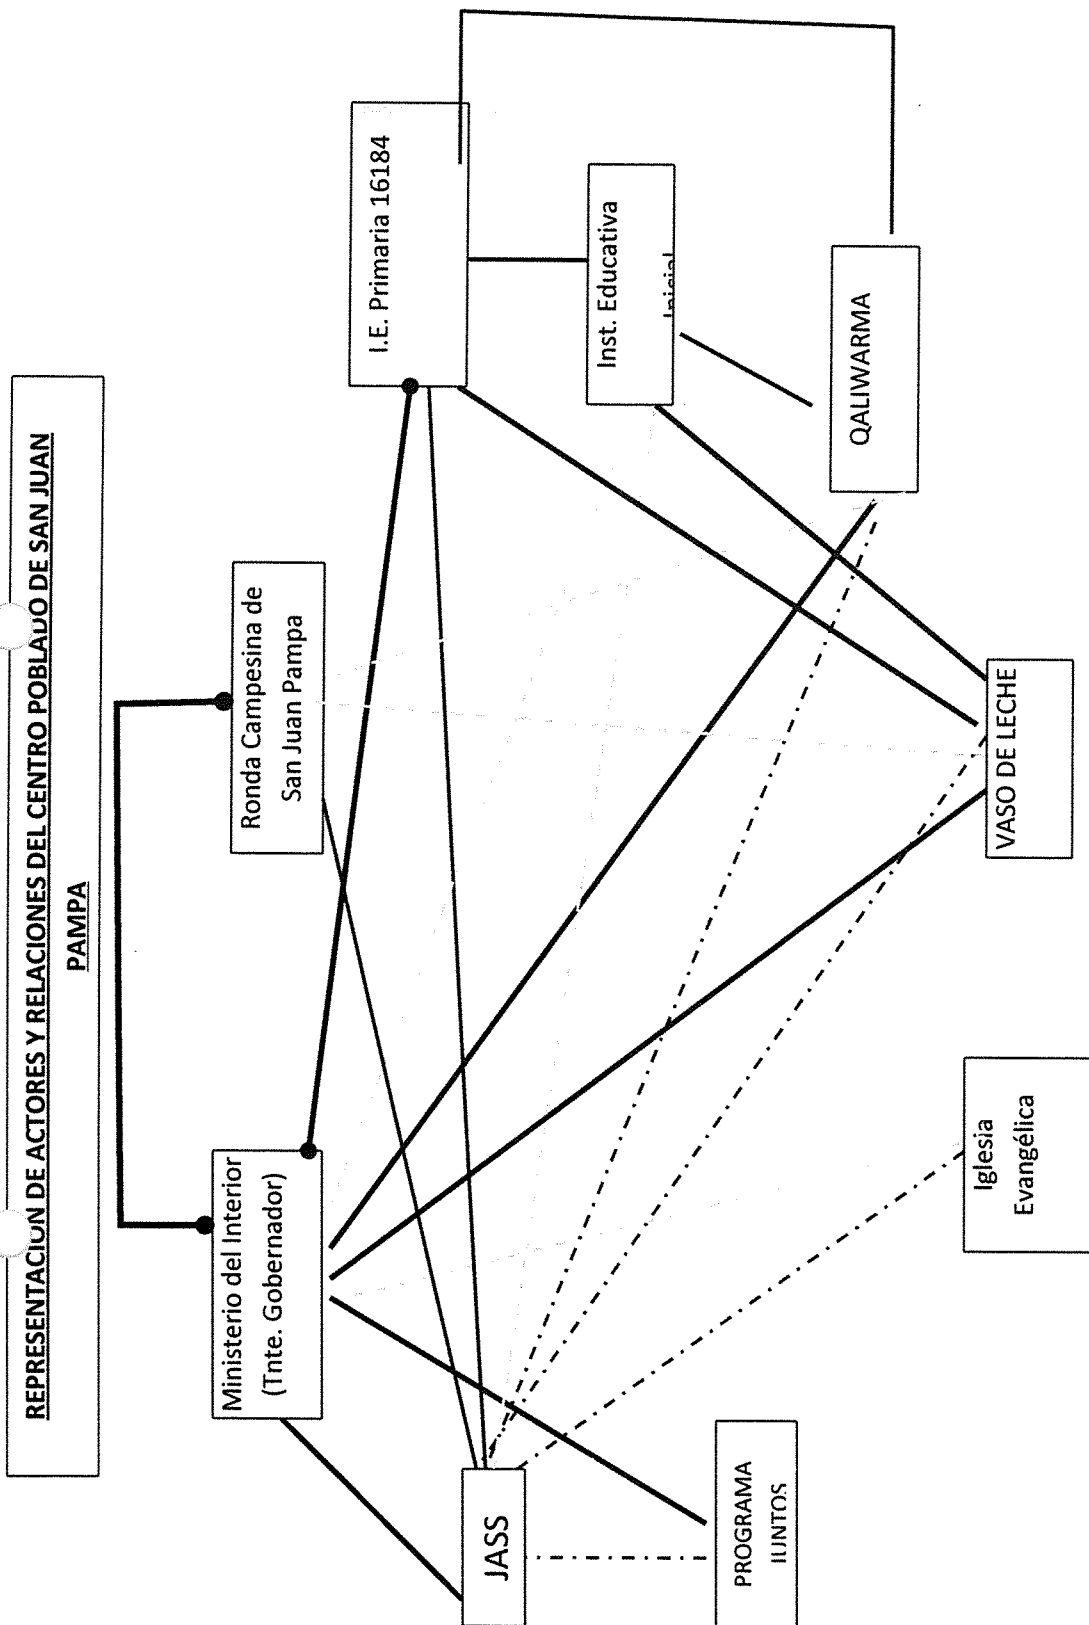 REPRESENTACIÓN DE ACTORES Y RELACIONES DEL CENTRO POBLADO DE SAN JUAN
PAMPA
Ministerio del Interior
(Tnte. Gobernador)
Ronda Campesina de
San Juan Pampa
I.E. Primaria 16184
JASS
Inst. Educativa
Inicial
PROGRAMA
JUNTOS
QALIWARMA
Iglesia
Evangélica
VASO DE LECHE